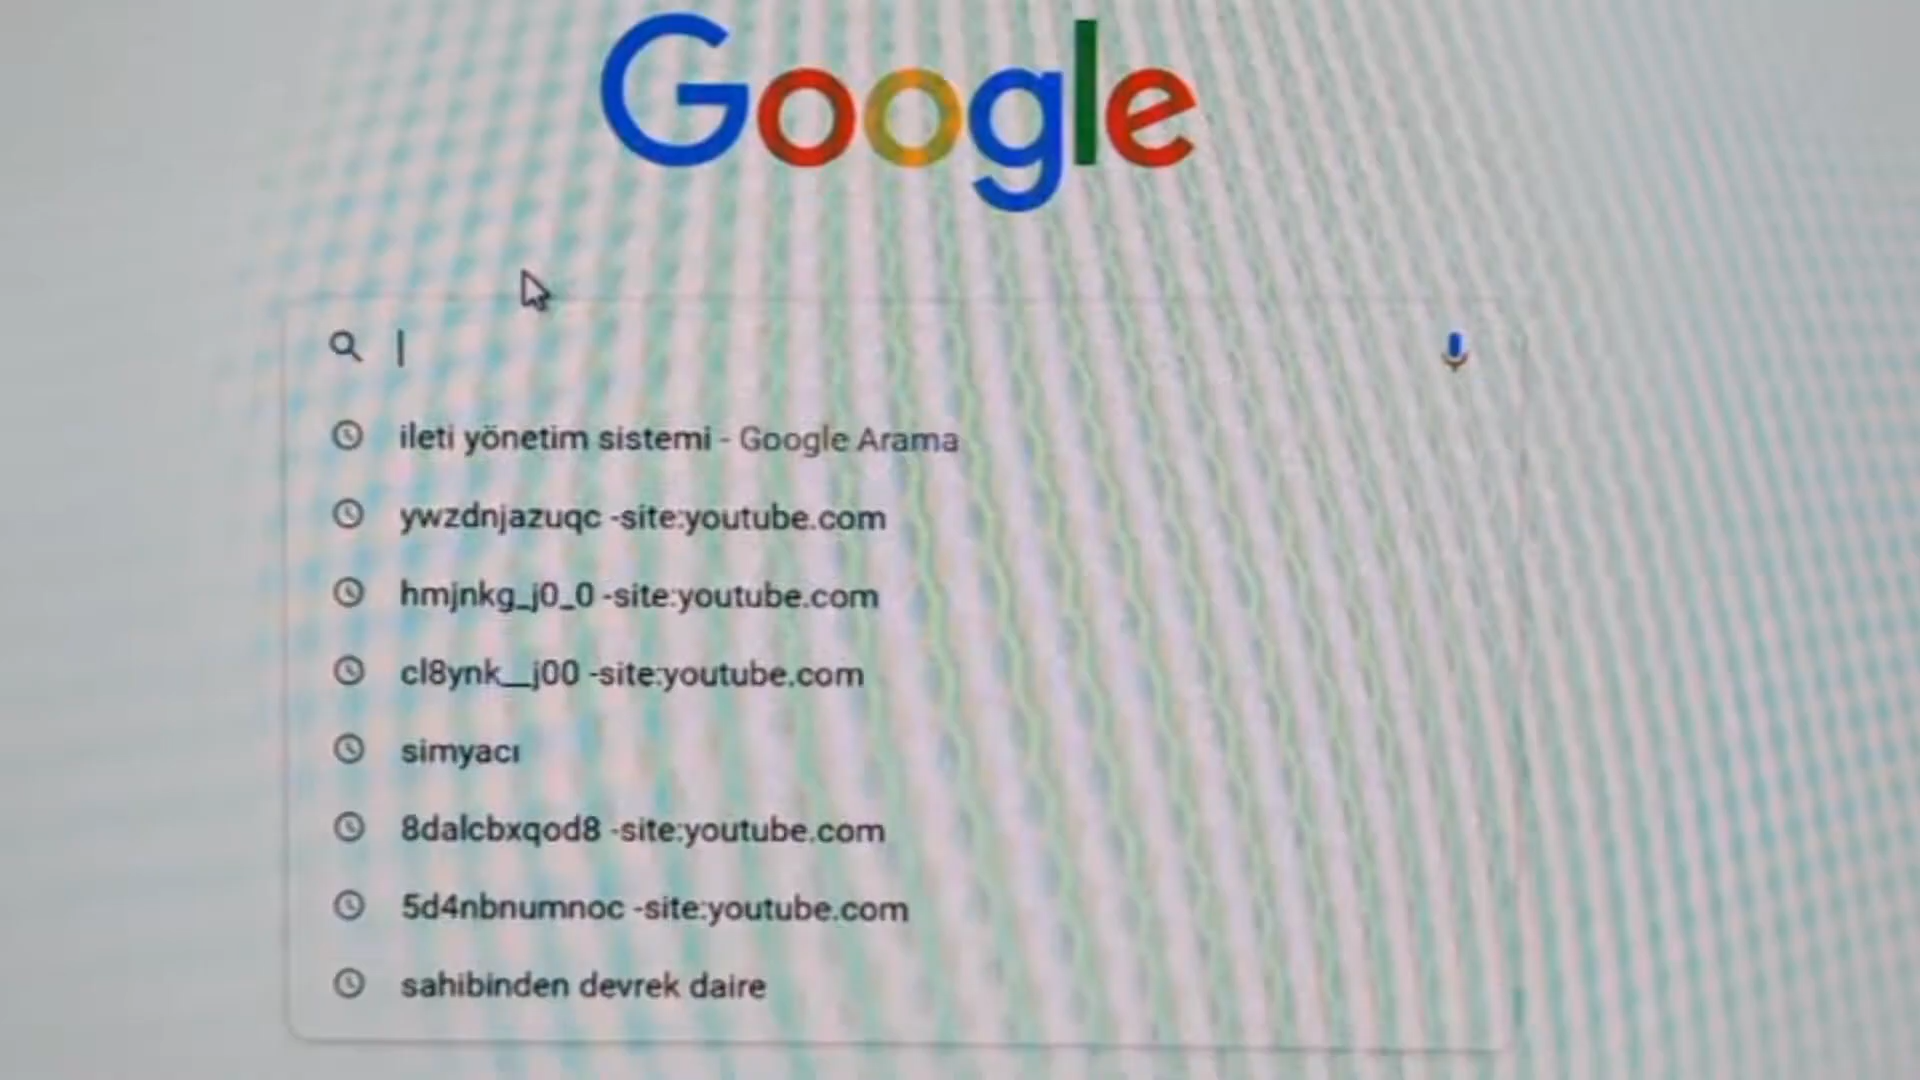 Google
ileti yönetim sistemi - Google Arama
ywzdnjazuqc -site:youtube.com
hmjnkg_j0_0 -site:youtube.com
cl8ynk__j00 -site:youtube.com
simyacı
8dalcbxqod8 -site:youtube.com
5d4nbnumnoc -site:youtube.com
sahibinden devrek daire